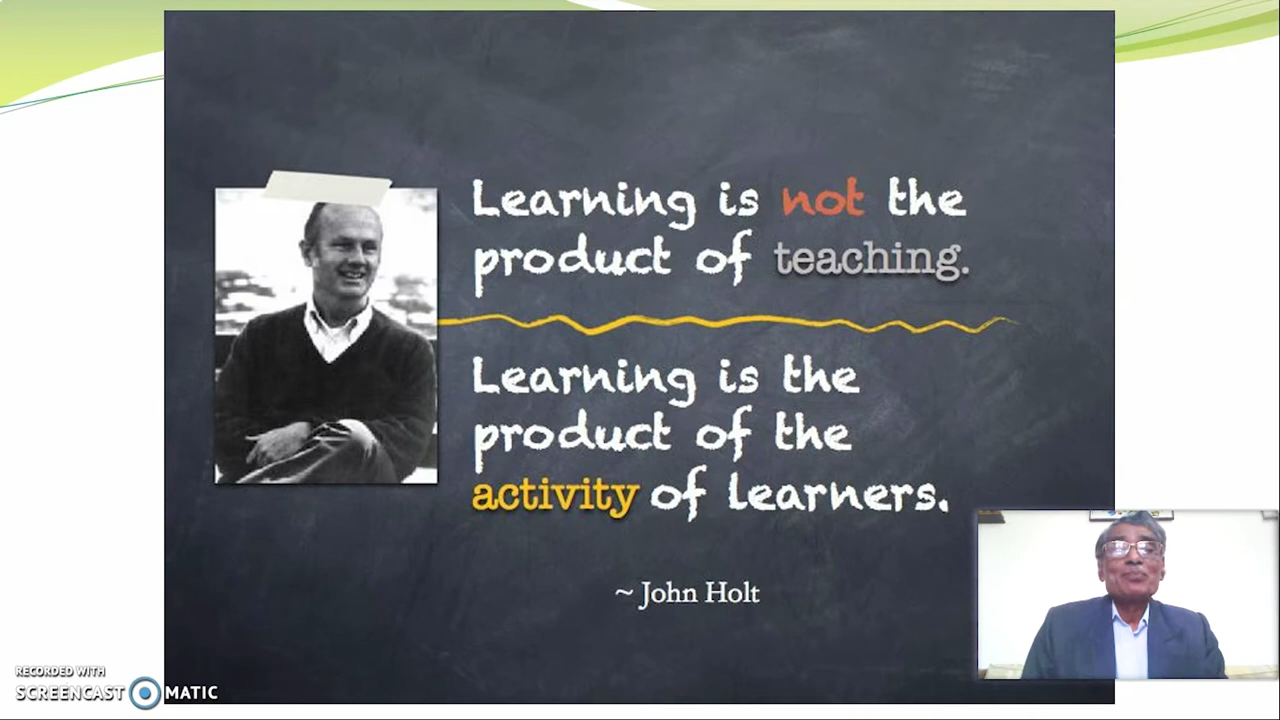 Learning is not the
product of teaching.
Learning is the
product of the
activity of learners.
~ John Holt
RECORDED WITH
SCREENCAST MATIC